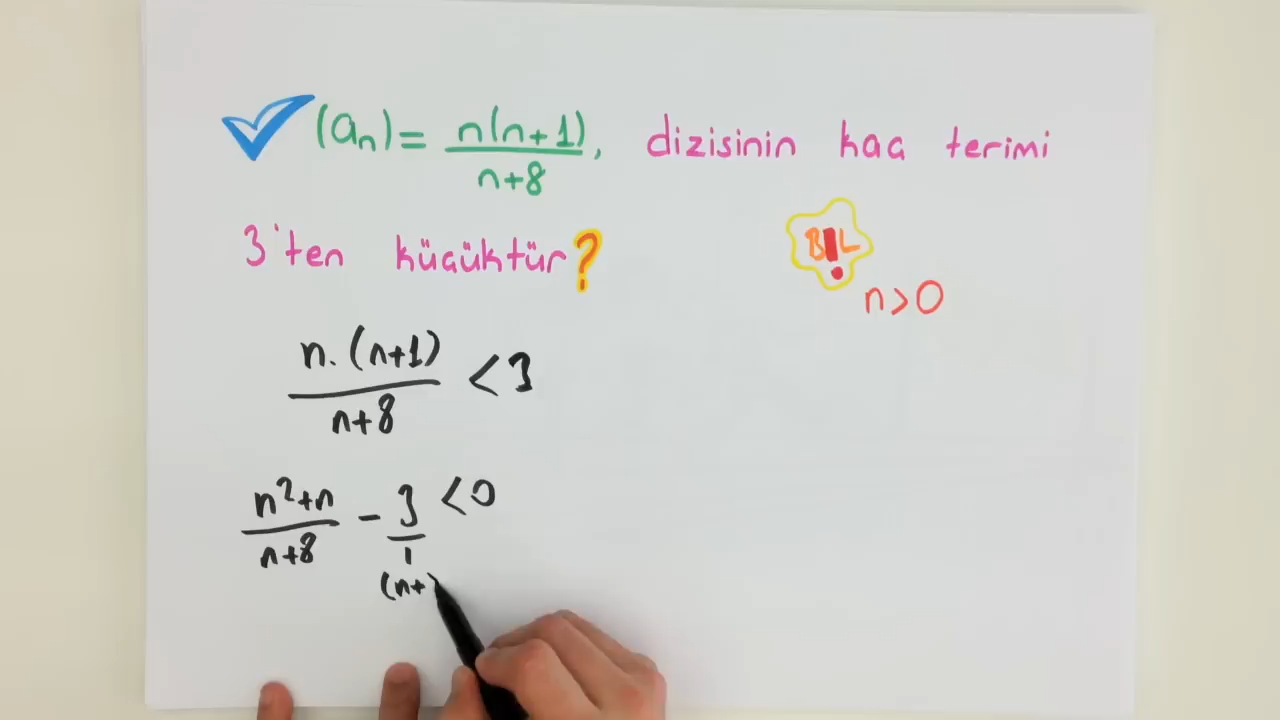 (an) = n(n+1)/n+8, dizisinin kaç terimi
3'ten küçüktür?
BİL
n>0
n.(n+1)/n+8 <3
n²+n/n+8 - 3/1 <0
(n+)